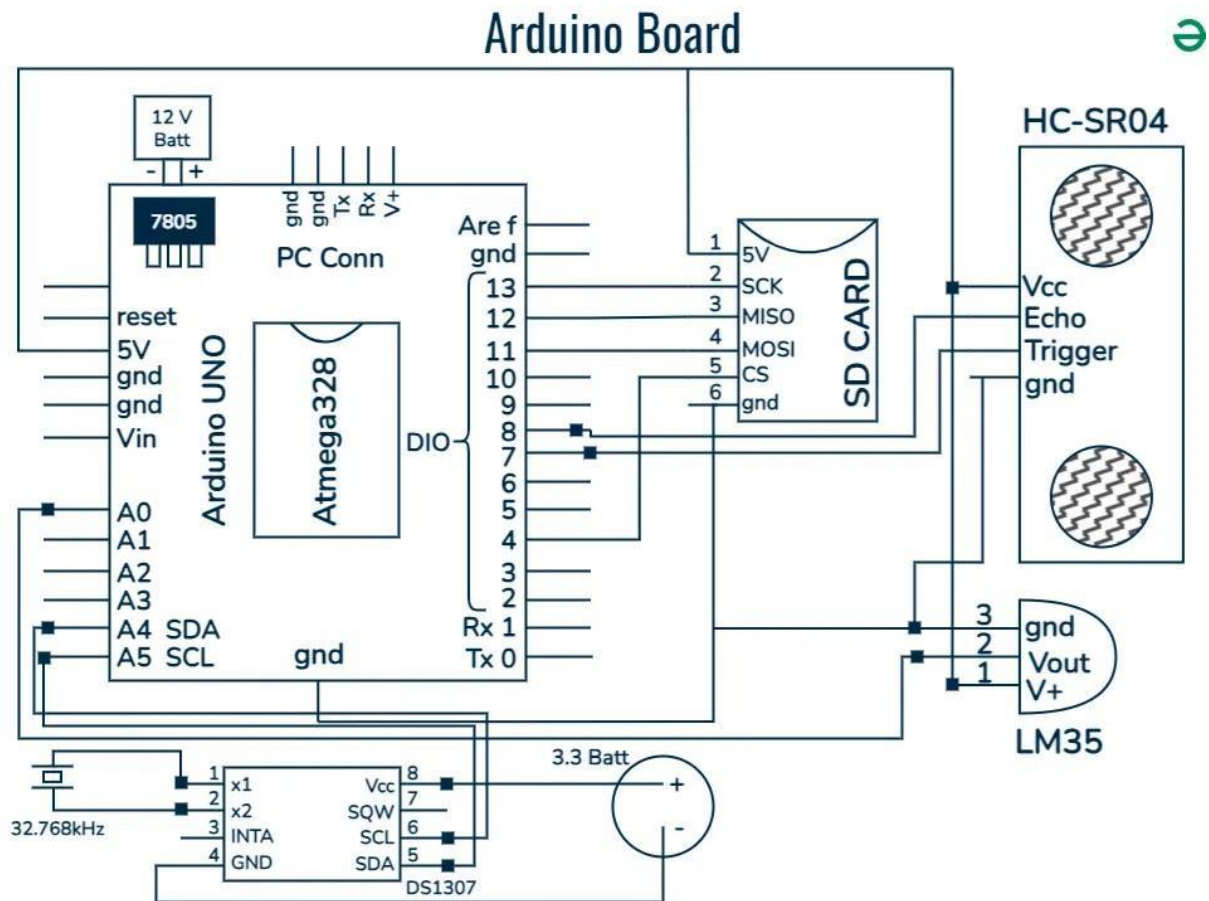 Arduino Board
12 V
Batt
- +
7805
gnd
gnd
Tx
Rx
V+
PC Conn
reset
5V
gnd
gnd
Vin
A0
A1
A2
A3
A4 SDA
A5 SCL
Arduino UNO
Atmega328
gnd
DIO
Are f
gnd
13
12
11
10
9
8
7
6
5
4
3
2
Rx 1
Tx 0
1 5V
2 SCK
3 MISO
4 MOSI
5 CS
6 gnd
SD CARD
HC-SR04
Vcc
Echo
Trigger
gnd
3 gnd
2 Vout
1 V+
LM35
32.768kHz
1 x1
2 x2
3 INTA
4 GND
Vcc 8
SQW 7
SCL 6
SDA 5
DS1307
3.3 Batt
+
-